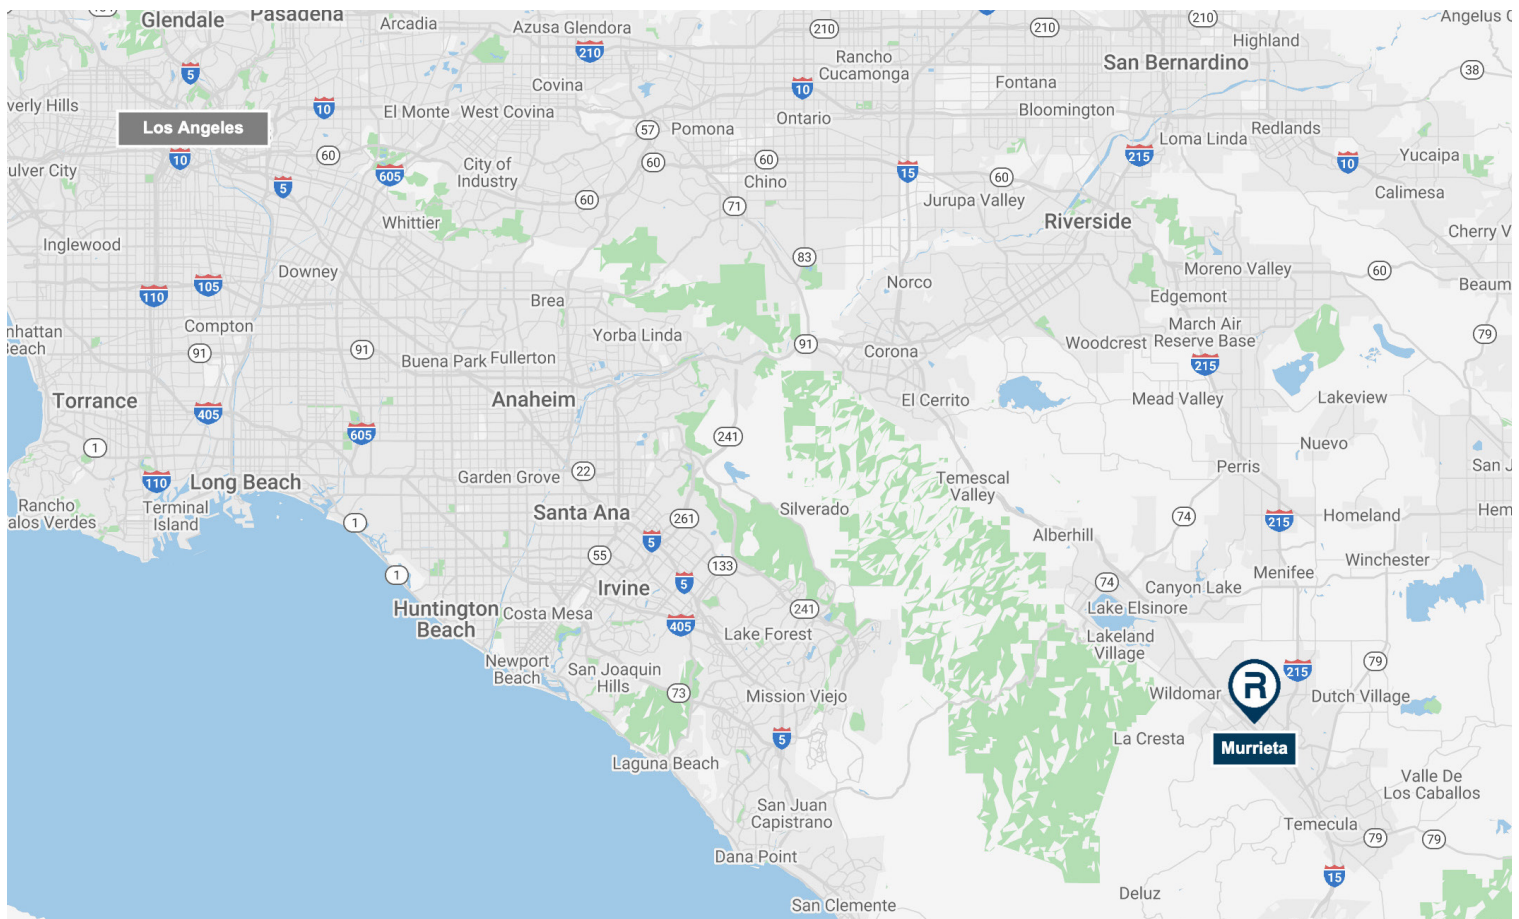 Glendale
Pasadena
Arcadia
Azusa
Glendora
210
210
210
210
Angelus
Highland
Rancho
Cucamonga
San Bernardino
38
5
Covina
10
Fontana
verly Hills
10
El Monte
West Covina
Ontario
Bloomington
Los Angeles
57
Pomona
Loma Linda
Redlands
10
60
City of
Industry
60
60
Chino
15
60
215
10
Yucaipa
ulver City
5
605
60
71
Jurupa Valley
Calimesa
Whittier
Riverside
Inglewood
83
Cherry V
Downey
Norco
Moreno Valley
60
110
105
Brea
Edgemont
Beaum
nhattan
Beach
Compton
Yorba Linda
March Air
Reserve Base
79
91
91
Buena Park
Fullerton
91
Corona
Woodcrest
215
Torrance
405
Anaheim
El Cerrito
Mead Valley
Lakeview
1
605
241
Nuevo
110
Long Beach
Garden Grove
22
Temescal
Valley
Perris
San J
Rancho
alos Verdes
Terminal
Island
1
Santa Ana
261
Silverado
74
215
Homeland
Hem
5
Alberhill
1
55
133
Winchester
Irvine
5
74
Canyon Lake
Menifee
Huntington
Beach
Costa Mesa
405
241
Lake Elsinore
Lake Forest
Lakeland
Village
Newport
Beach
San Joaquin
Hills
73
Mission Viejo
Wildomar
R
215
79
Dutch Village
5
La Cresta
Murrieta
Laguna Beach
Valle De
Los Caballos
San Juan
Capistrano
Temecula
79
79
Dana Point
15
Deluz
San Clemente